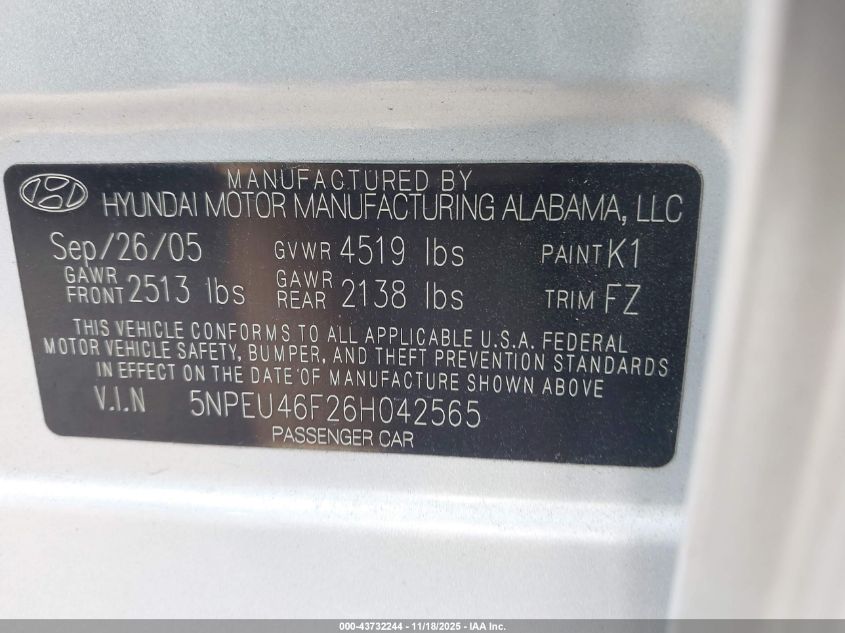 MANUFACTURED BY
HYUNDAI MOTOR MANUFACTURING ALABAMA, LLC
Sep/26/05 GVWR 4519 lbs PAINT K1
GAWR FRONT 2513 lbs GAWR REAR 2138 lbs TRIM FZ
THIS VEHICLE CONFORMS TO ALL APPLICABLE U.S.A. FEDERAL
MOTOR VEHICLE SAFETY, BUMPER, AND THEFT PREVENTION STANDARDS
IN EFFECT ON THE DATE OF MANUFACTURE SHOWN ABOVE
V.I.N 5NPEU46F26H042565
PASSENGER CAR
000-43732244 - 11/18/2025 - IAA Inc.